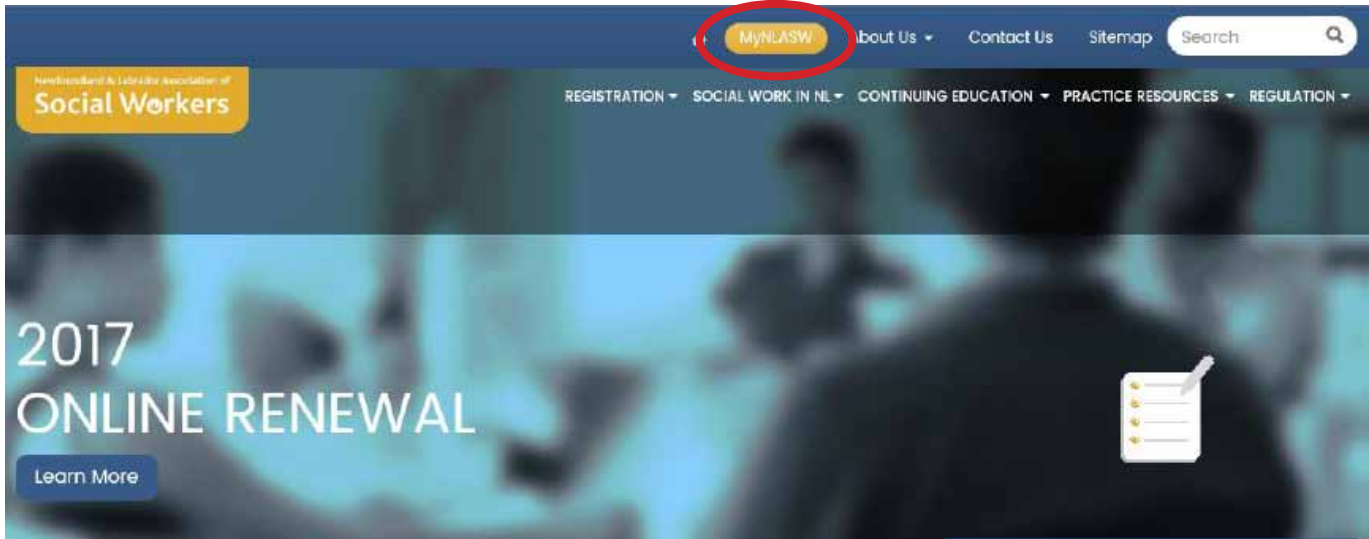 MyNLASW About Us Contact Us Sitemap Search
Newfoundland & Labrador Association of
Social Workers
REGISTRATION SOCIAL WORK IN NL CONTINUING EDUCATION PRACTICE RESOURCES REGULATION
2017
ONLINE RENEWAL
Learn More